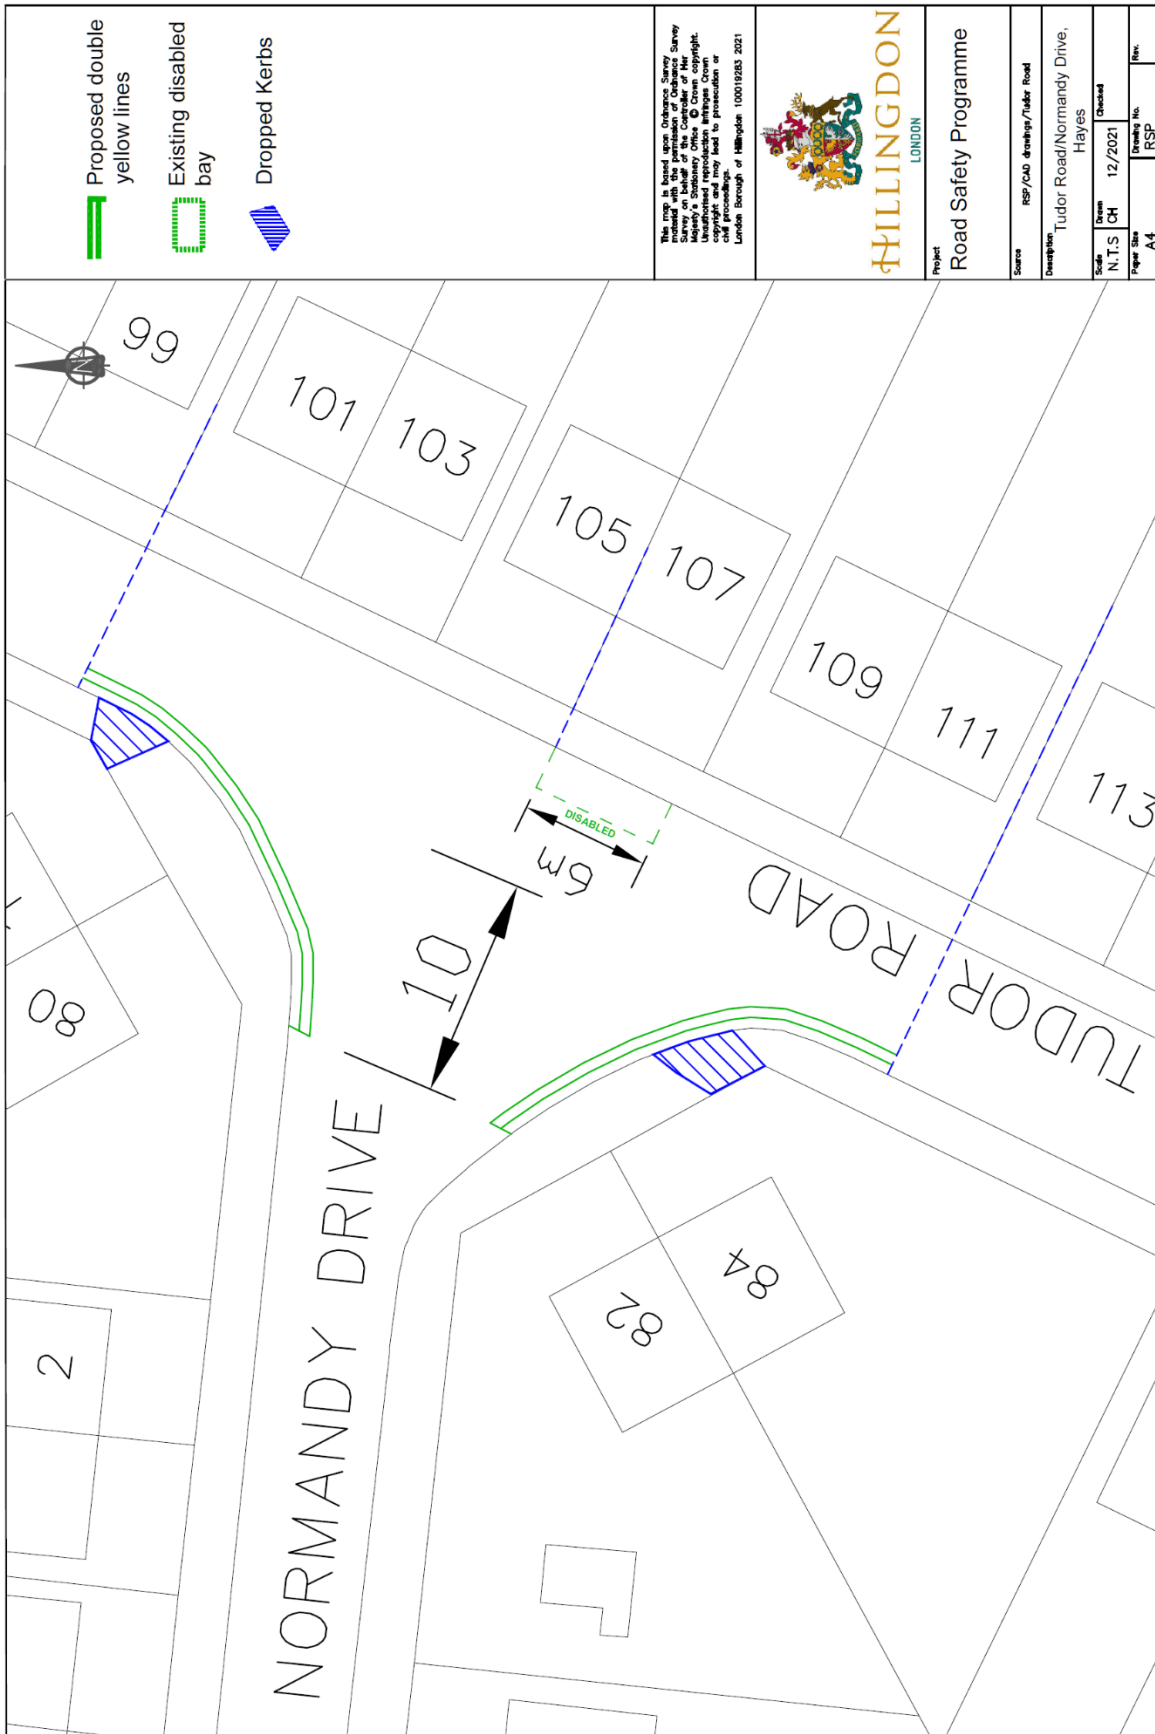 Proposed double
yellow lines
Existing disabled
bay
Dropped Kerbs
This map is based upon Ordnance Survey
material with the permission of Ordnance Survey
Survey on behalf of the Controller of Her
Majesty's Stationery Office © Crown copyright.
Unauthorised reproduction infringes Crown
copyright and may lead to prosecution or
civil proceedings.
London Borough of Hillingdon 100019283 2021
HILLINGDON
LONDON
Project
Road Safety Programme
Source
RSP/CAD drawings/Tudor Road
Description
Tudor Road/Normandy Drive,
Hayes
Scale
N.T.S
Drawn
CH
12/2021
Checked
Paper Size
A4
Drawing No.
RSP
Rev.
N
99
101
103
105
107
109
111
113
DISABLED
6m
10
TUDOR ROAD
NORMANDY DRIVE
80
82
84
2